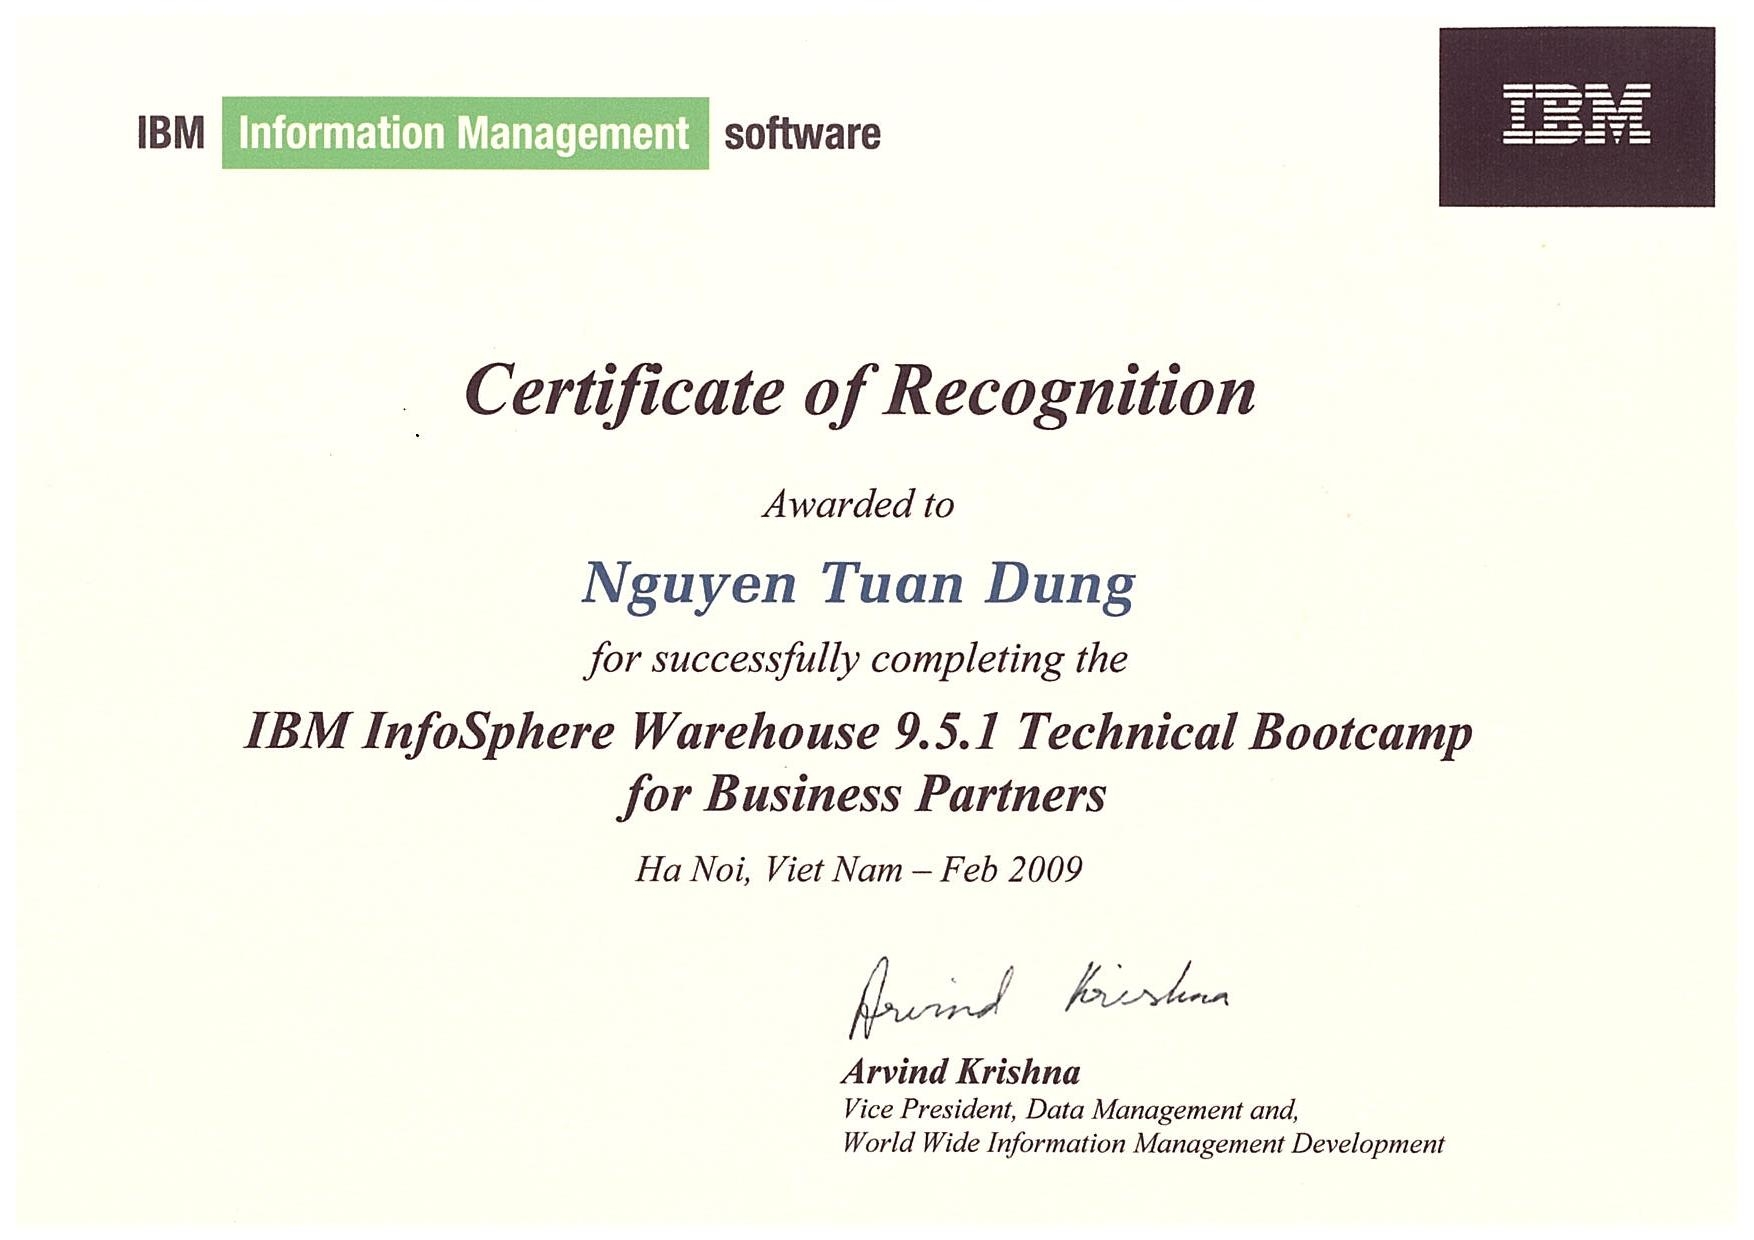 IBM Information Management software
IBM
Certificate of Recognition
Awarded to
Nguyen Tuan Dung
for successfully completing the
IBM InfoSphere Warehouse 9.5.1 Technical Bootcamp
for Business Partners
Ha Noi, Viet Nam – Feb 2009
Arvind Krishna
Arvind Krishna
Vice President, Data Management and,
World Wide Information Management Development